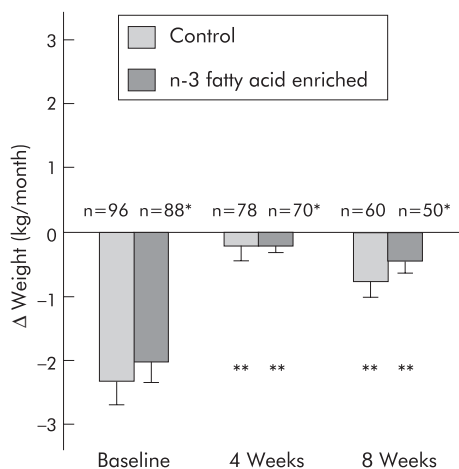 Control
n-3 fatty acid enriched
Δ Weight (kg/month)
3
2
1
0
−1
−2
−3
n=96 n=88* n=78 n=70* n=60 n=50*
** ** ** **
Baseline 4 Weeks 8 Weeks